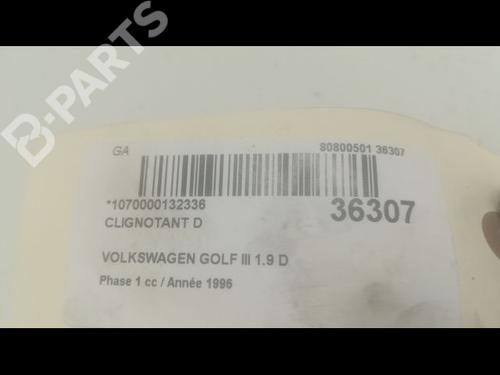 B-PARTS
GA
80800501 36307
*1070000132336
36307
CLIGNOTANT D
VOLKSWAGEN GOLF III 1.9 D
Phase 1 cc / Année 1996